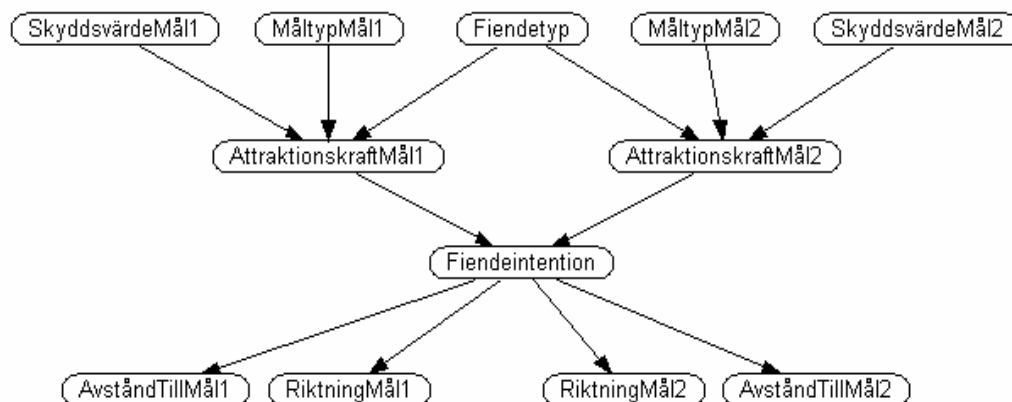 SkyddsvärdeMål1 MåltypMål1 Fiendetyp MåltypMål2 SkyddsvärdeMål2
AttraktionskraftMål1 AttraktionskraftMål2
Fiendeintention
AvståndTillMål1 RiktningMål1 RiktningMål2 AvståndTillMål2